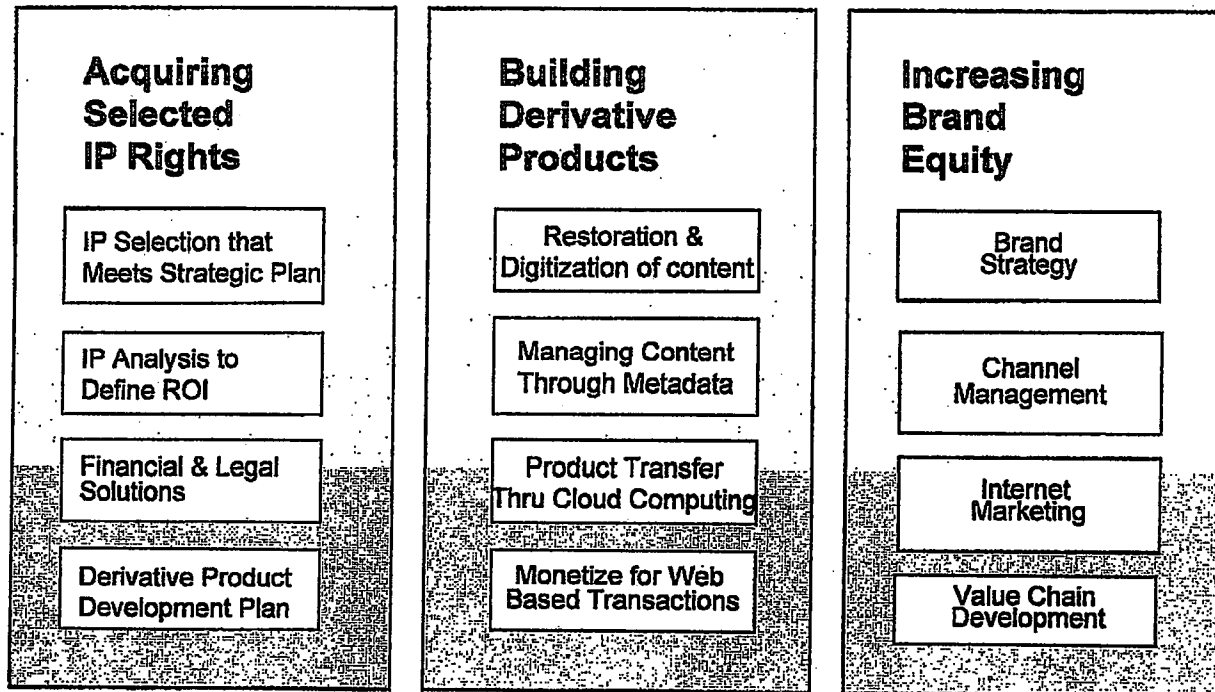 Acquiring
Selected
IP Rights
IP Selection that
Meets Strategic Plan
IP Analysis to
Define ROI
Financial & Legal
Solutions
Derivative Product
Development Plan
Building
Derivative
Products
Restoration &
Digitization of content
Managing Content
Through Metadata
Product Transfer
Thru Cloud Computing
Monetize for Web
Based Transactions
Increasing
Brand
Equity
Brand
Strategy
Channel
Management
Internet
Marketing
Value Chain
Development